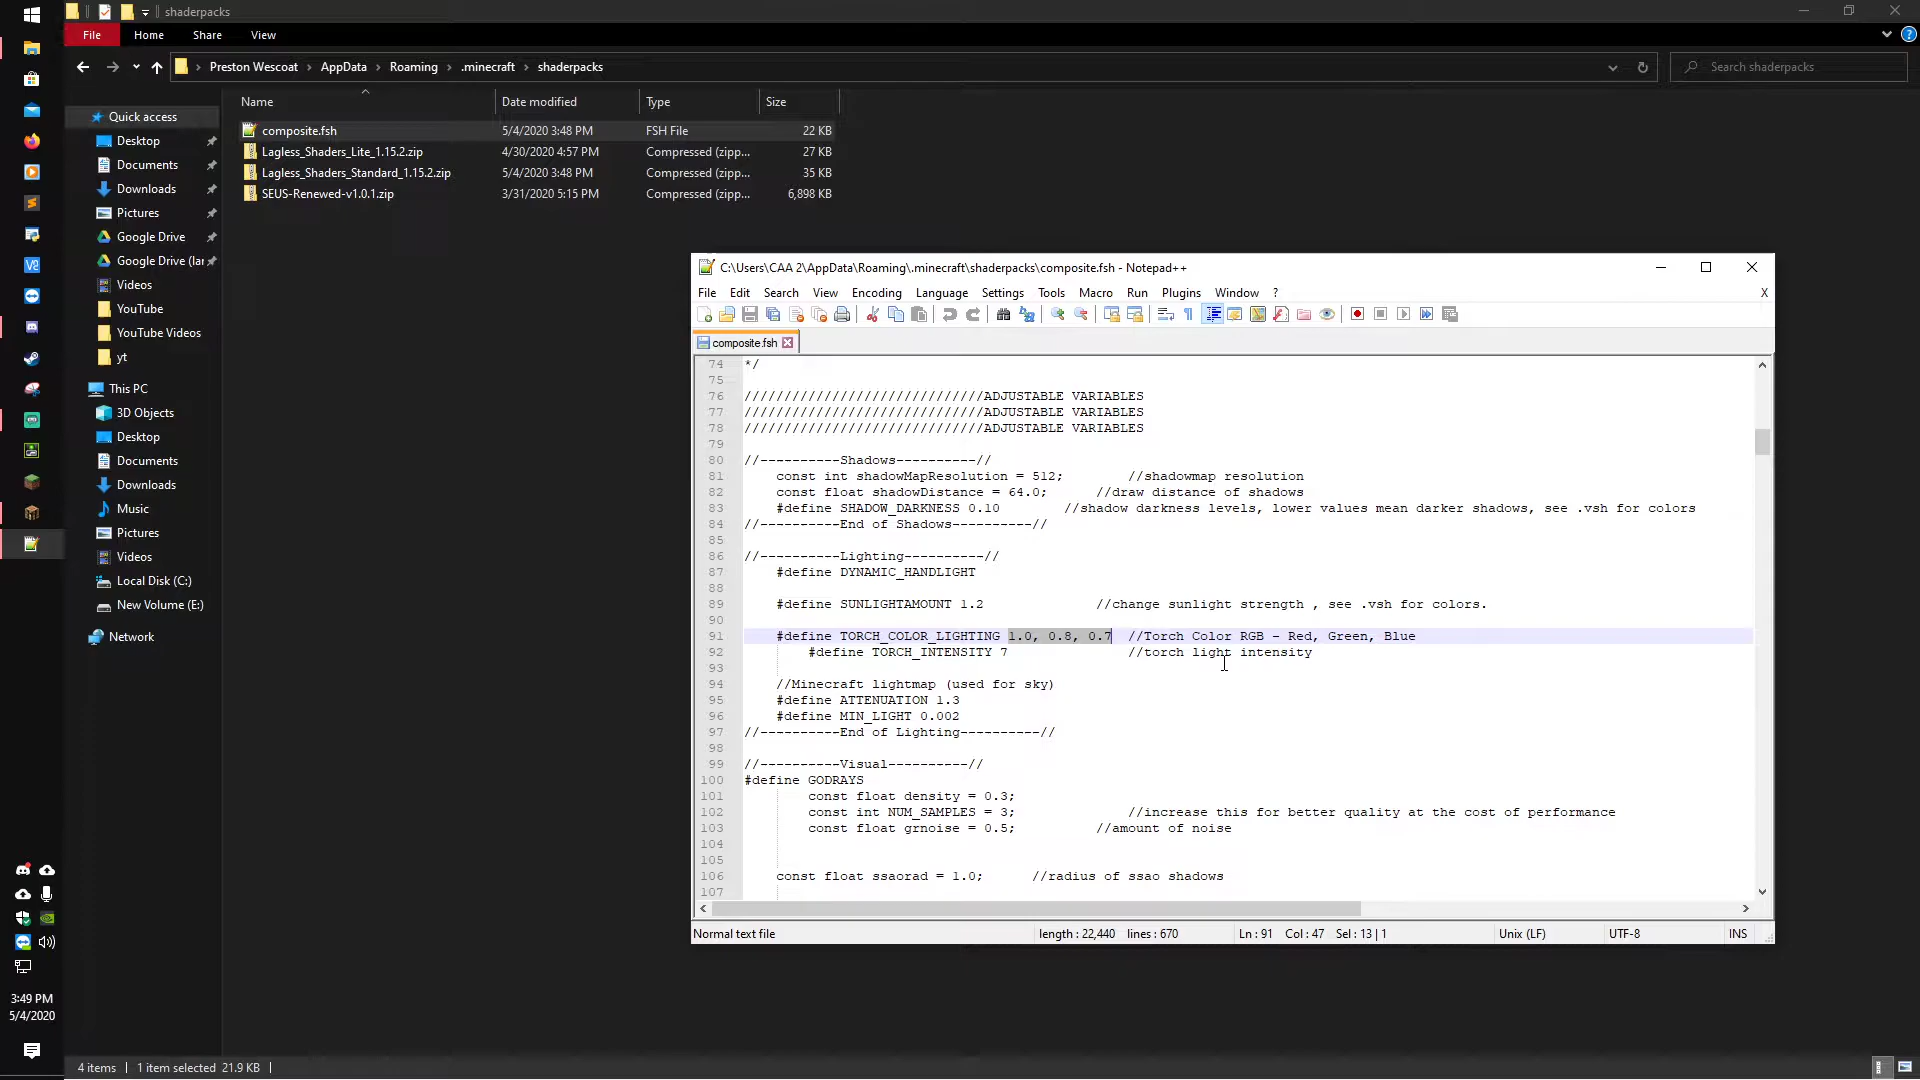 shaderpacks
File Home Share View
Preston Wescoat AppData Roaming .minecraft shaderpacks
Search shaderpacks
Name Date modified Type Size
Quick access
Desktop
Documents
Downloads
Pictures
Google Drive
Google Drive (lar
Videos
YouTube
YouTube Videos
yt
This PC
3D Objects
Desktop
Documents
Downloads
Music
Pictures
Videos
Local Disk (C:)
New Volume (E:)
Network
composite.fsh 5/4/2020 3:48 PM FSH File 22 KB
Lagless_Shaders_Lite_1.15.2.zip 4/30/2020 4:57 PM Compressed (zipp... 27 KB
Lagless_Shaders_Standard_1.15.2.zip 5/4/2020 3:48 PM Compressed (zipp... 35 KB
SEUS-Renewed-v1.0.1.zip 3/31/2020 5:15 PM Compressed (zipp... 6,898 KB
C:\Users\CAA 2\AppData\Roaming\.minecraft\shaderpacks\composite.fsh - Notepad++
File Edit Search View Encoding Language Settings Tools Macro Run Plugins Window ? X
composite.fsh
74 */
75
76 //////////////////////////////ADJUSTABLE VARIABLES
77 //////////////////////////////ADJUSTABLE VARIABLES
78 //////////////////////////////ADJUSTABLE VARIABLES
79
80 //----------Shadows----------//
81 const int shadowMapResolution = 512; //shadowmap resolution
82 const float shadowDistance = 64.0; //draw distance of shadows
83 #define SHADOW_DARKNESS 0.10 //shadow darkness levels, lower values mean darker shadows, see .vsh for colors
84 //----------End of Shadows----------//
85
86 //----------Lighting----------//
87 #define DYNAMIC_HANDLIGHT
88
89 #define SUNLIGHTAMOUNT 1.2 //change sunlight strength , see .vsh for colors.
90
91 #define TORCH_COLOR_LIGHTING 1.0, 0.8, 0.7 //Torch Color RGB - Red, Green, Blue
92 #define TORCH_INTENSITY 7 //torch light intensity
93
94 //Minecraft lightmap (used for sky)
95 #define ATTENUATION 1.3
96 #define MIN_LIGHT 0.002
97 //----------End of Lighting----------//
98
99 //----------Visual----------//
100 #define GODRAYS
101 const float density = 0.3;
102 const int NUM_SAMPLES = 3; //increase this for better quality at the cost of performance
103 const float grnoise = 0.5; //amount of noise
104
105
106 const float ssaorad = 1.0; //radius of ssao shadows
107
Normal text file length : 22,440 lines : 670 Ln : 91 Col : 47 Sel : 13 | 1 Unix (LF) UTF-8 INS
3:49 PM
5/4/2020
4 items 1 item selected 21.9 KB